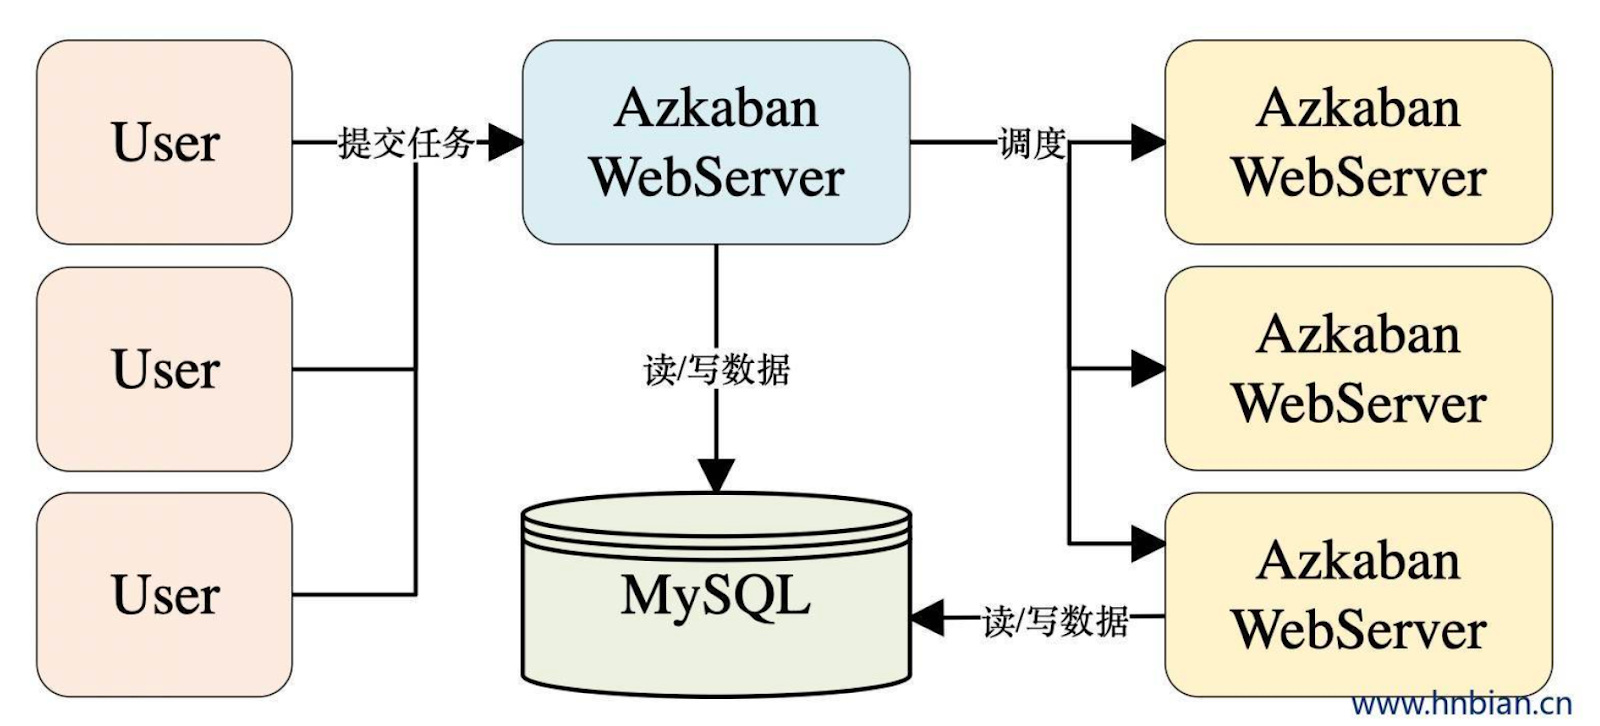 User
提交任务
Azkaban
WebServer
调度
Azkaban
WebServer
User
读/写数据
Azkaban
WebServer
User
MySQL
读/写数据
Azkaban
WebServer
www.hnbian.cn